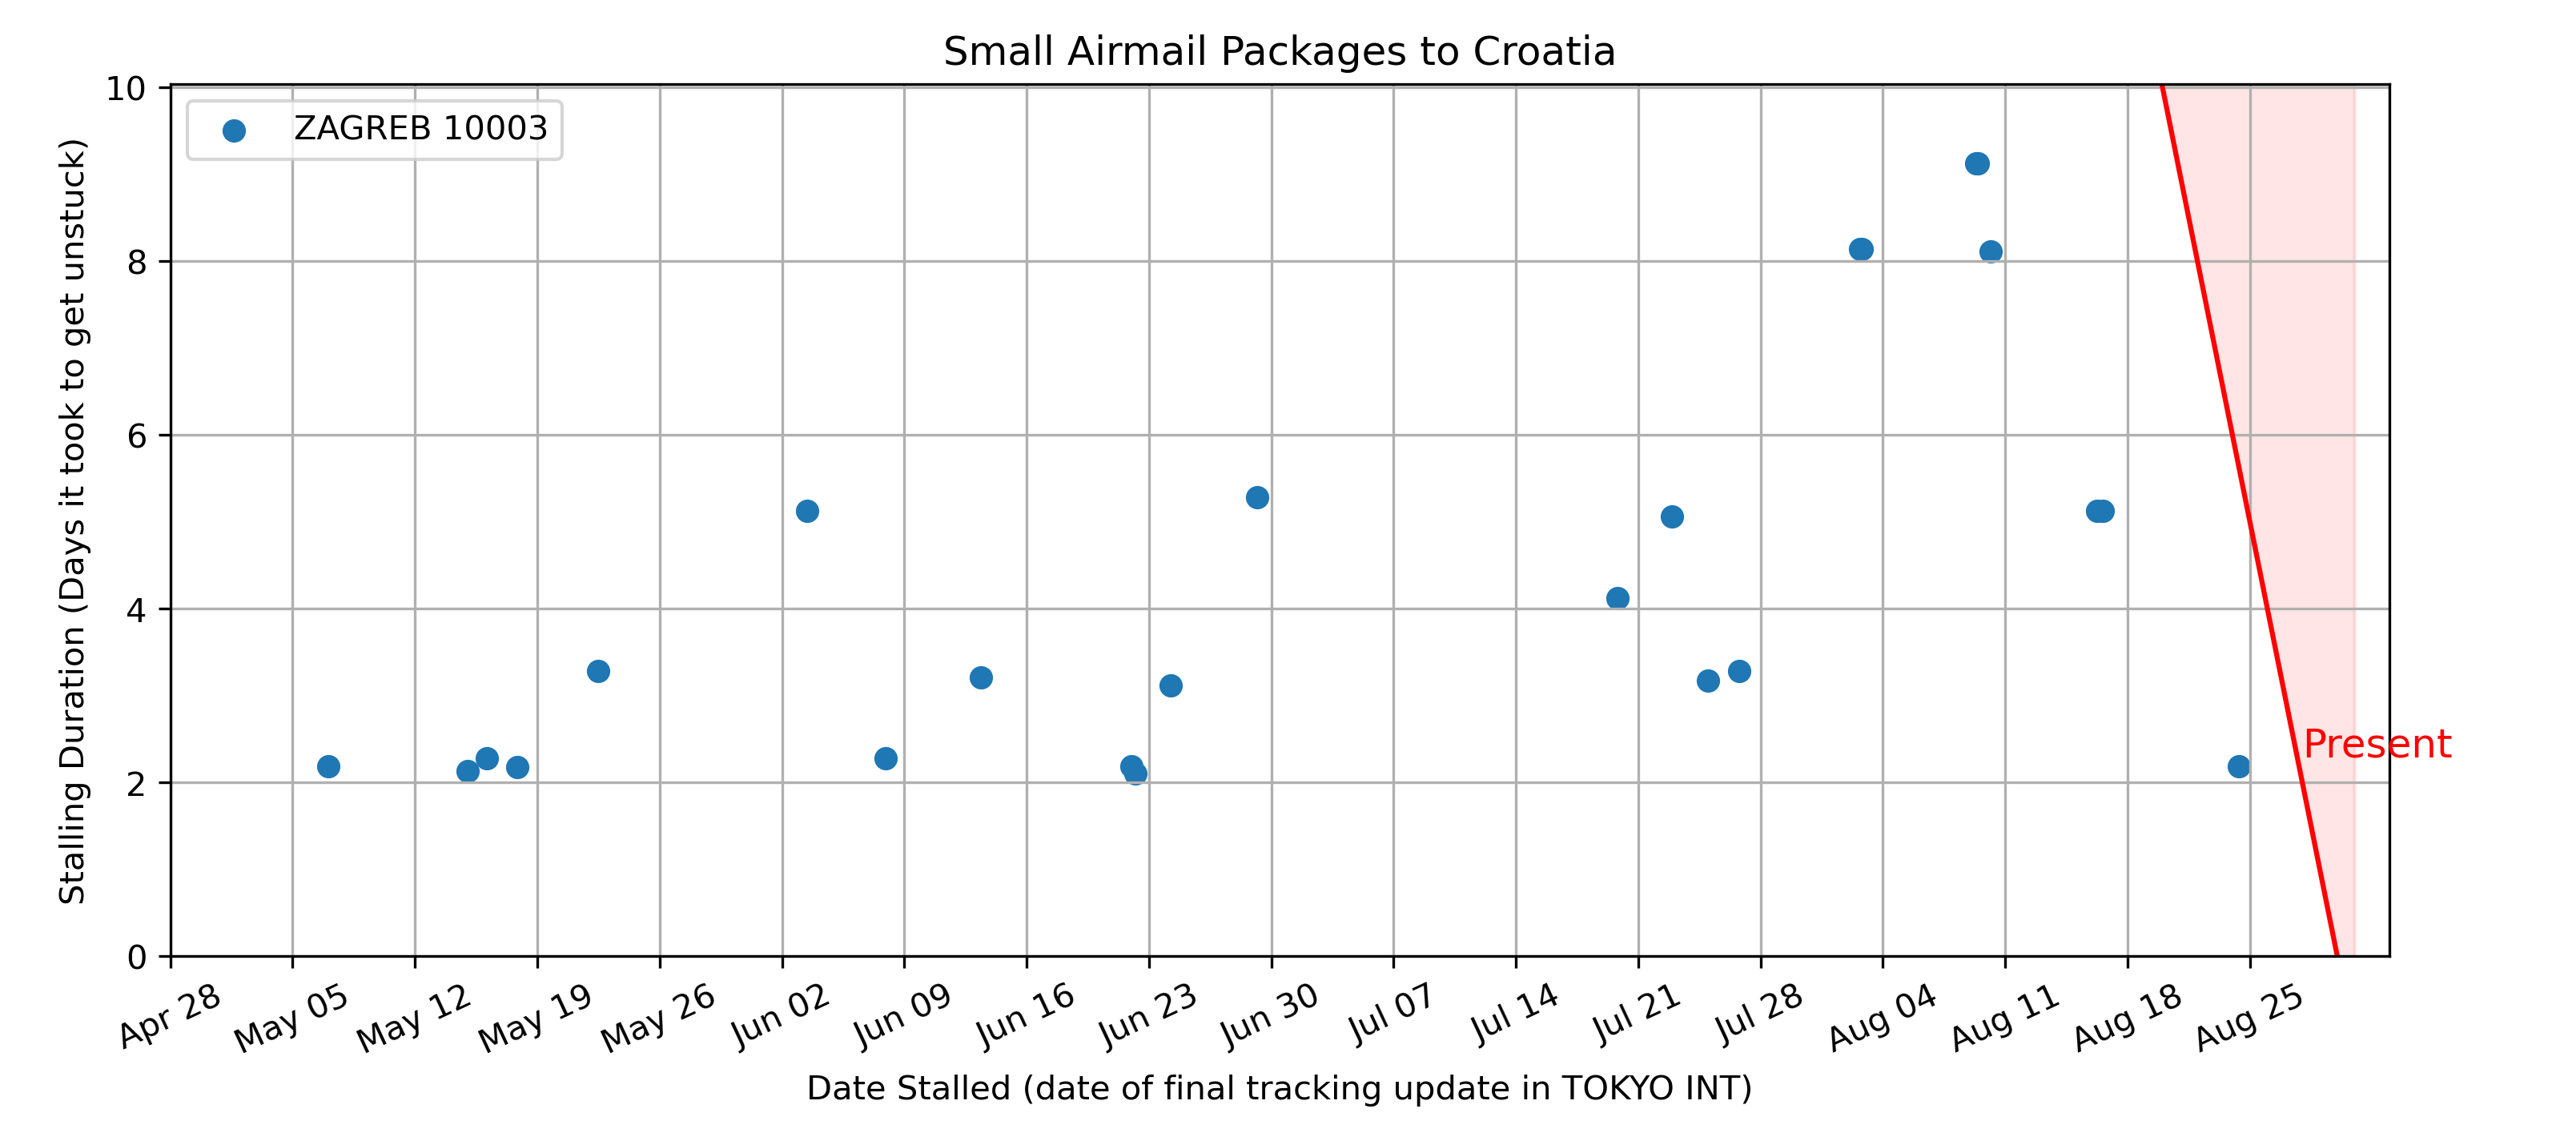 Small Airmail Packages to Croatia
ZAGREB 10003
Stalling Duration (Days it took to get unstuck)
10
8
6
4
2
0
Present
Apr 28
May 05
May 12
May 19
May 26
Jun 02
Jun 09
Jun 16
Jun 23
Jun 30
Jul 07
Jul 14
Jul 21
Jul 28
Aug 04
Aug 11
Aug 18
Aug 25
Date Stalled (date of final tracking update in TOKYO INT)